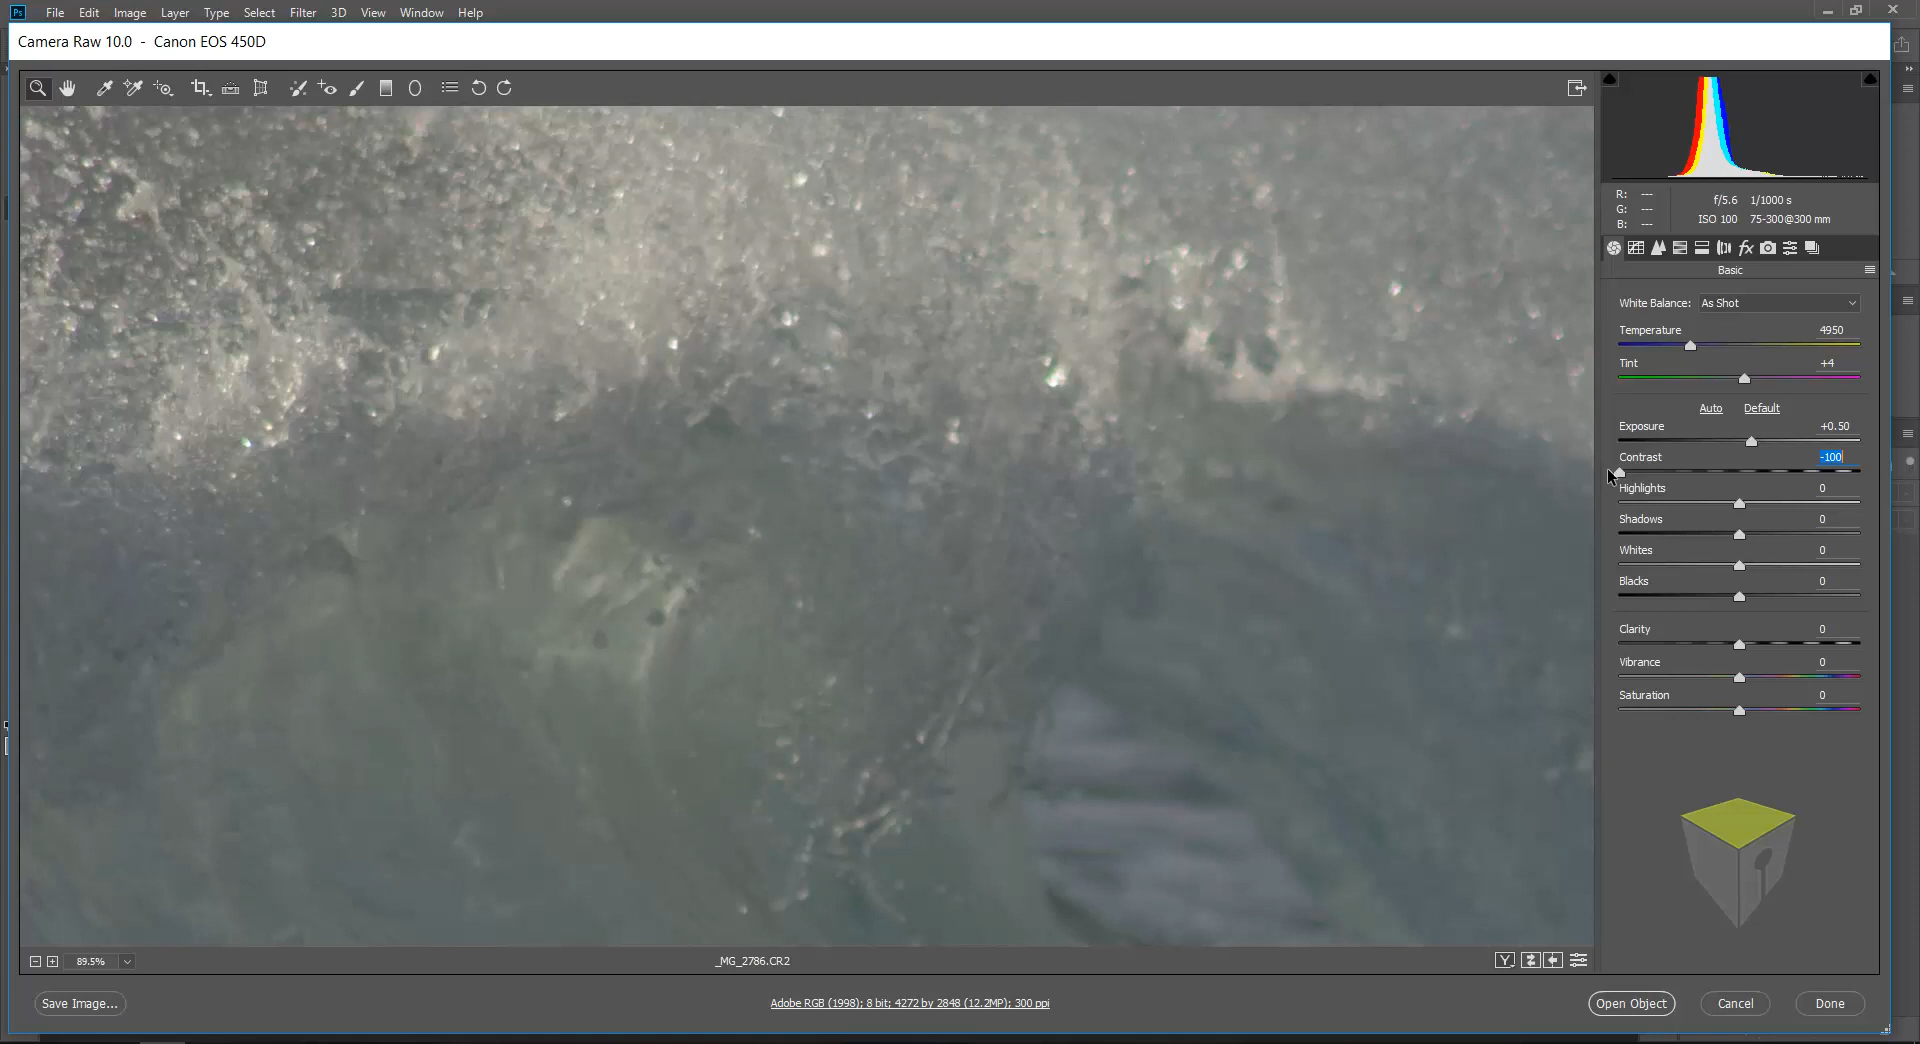 Ps File Edit Image Layer Type Select Filter 3D View Window Help
Camera Raw 10.0 - Canon EOS 450D
R: ---
G: ---
B: ---
f/5.6 1/1000 s
ISO 100 75-300@300 mm
fx
Basic
White Balance: As Shot
Temperature 4950
Tint +4
Auto Default
Exposure +0.50
Contrast -100
Highlights 0
Shadows 0
Whites 0
Blacks 0
Clarity 0
Vibrance 0
Saturation 0
89.5%
_MG_2786.CR2
Y
Save Image...
Adobe RGB (1998); 8 bit; 4272 by 2848 (12.2MP); 300 ppi
Open Object Cancel Done